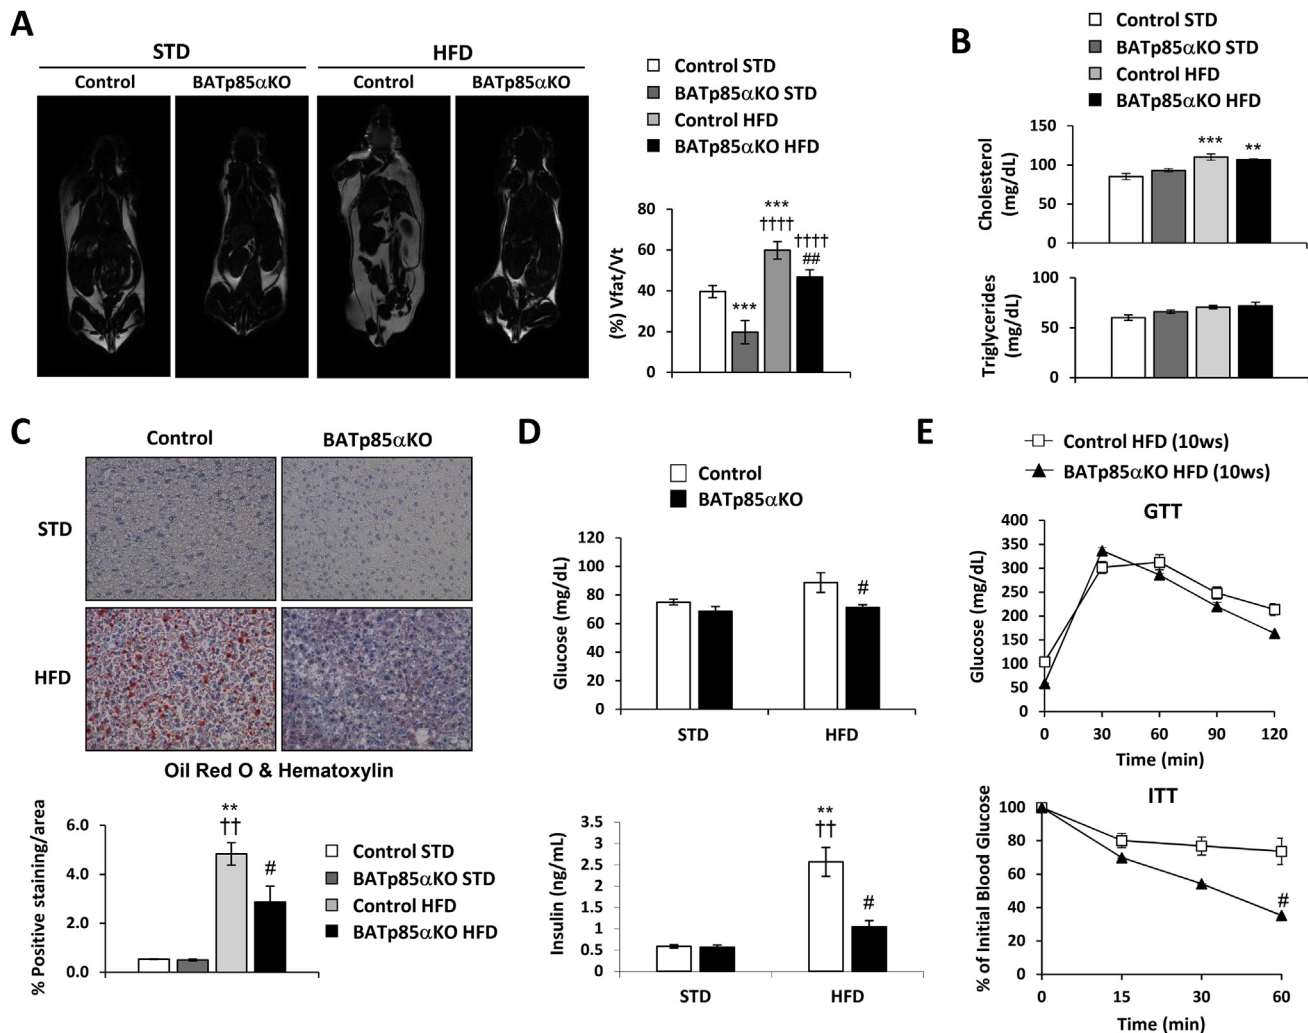 A
STD
HFD
Control
BATp85αKO
Control
BATp85αKO
Control STD
BATp85αKO STD
Control HFD
BATp85αKO HFD
(%) Vfat/Vt
80
60
40
20
0
***
***
††††
††††
##
B
Control STD
BATp85αKO STD
Control HFD
BATp85αKO HFD
Cholesterol
(mg/dL)
150
100
50
0
***
**
Triglycerides
(mg/dL)
100
50
0
C
Control
BATp85αKO
STD
HFD
Oil Red O & Hematoxylin
% Positive staining/area
6.0
4.0
2.0
0.0
**
††
#
Control STD
BATp85αKO STD
Control HFD
BATp85αKO HFD
D
Control
BATp85αKO
Glucose (mg/dL)
120
100
80
60
40
20
0
#
STD
HFD
Insulin (ng/mL)
3.5
3
2.5
2
1.5
1
0.5
0
**
††
#
STD
HFD
E
Control HFD (10ws)
BATp85αKO HFD (10ws)
GTT
Glucose (mg/dL)
400
350
300
250
200
150
100
50
0
0 30 60 90 120
Time (min)
ITT
% of Initial Blood Glucose
100
80
60
40
20
0
#
0 15 30 60
Time (min)